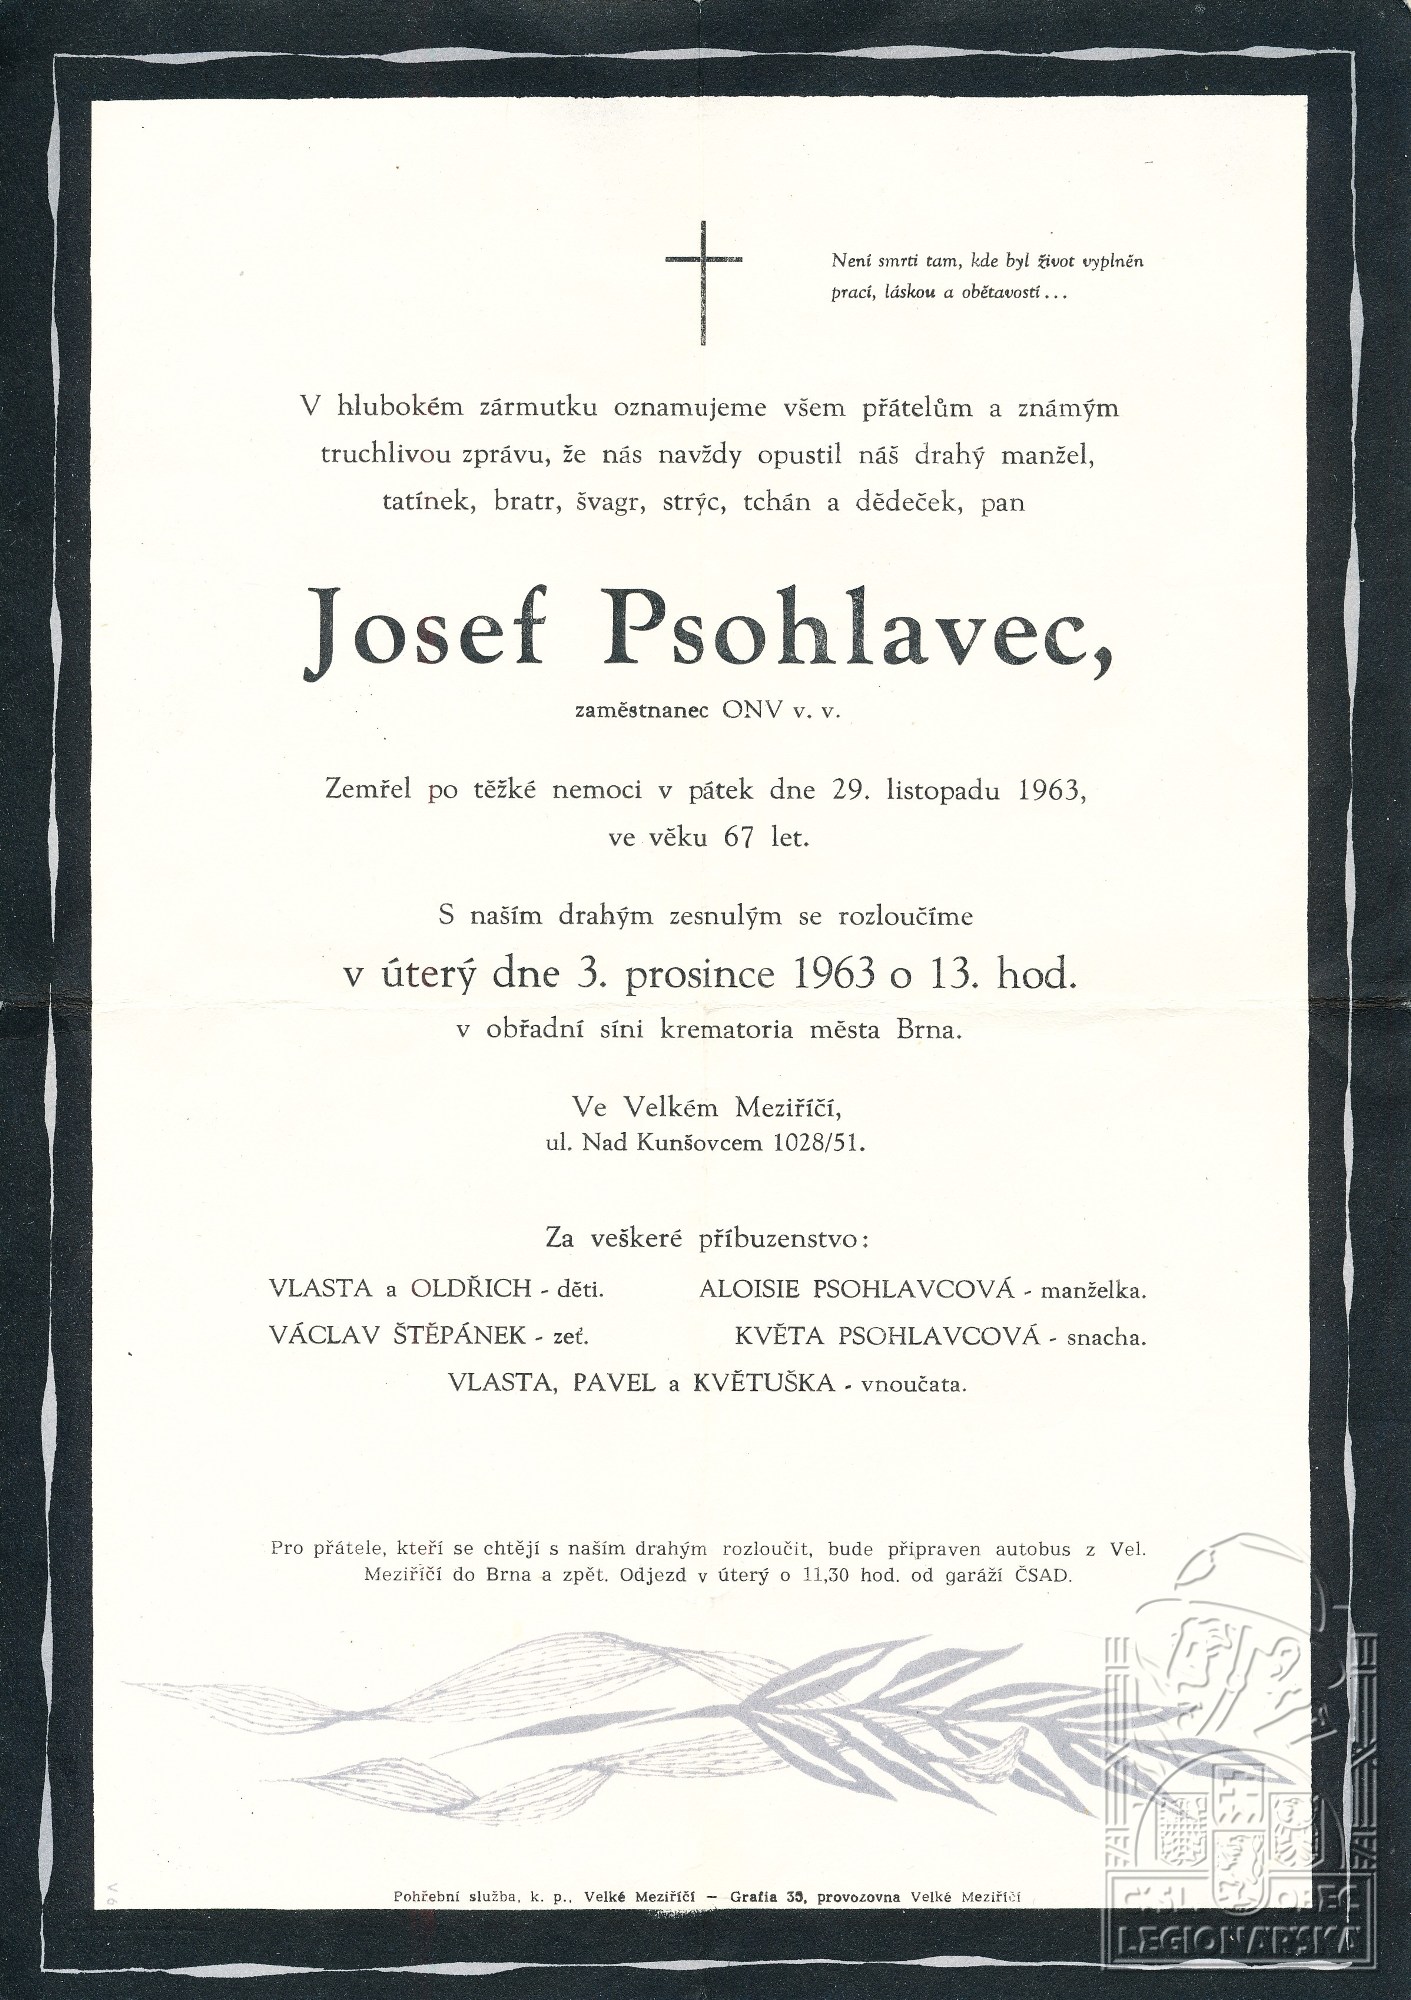 Není smrti tam, kde byl život vyplněn
prací, láskou a obětavostí...
V hlubokém zármutku oznamujeme všem přátelům a známým
truchlivou zprávu, že nás navždy opustil náš drahý manžel,
tatínek, bratr, švagr, strýc, tchán a dědeček, pan
Josef Psohlavec,
zaměstnanec ONV v. v.
Zemřel po těžké nemoci v pátek dne 29. listopadu 1963,
ve věku 67 let.
S naším drahým zesnulým se rozloučíme
v úterý dne 3. prosince 1963 o 13. hod.
v obřadní síni krematoria města Brna.
Ve Velkém Meziříčí,
ul. Nad Kunšovcem 1028/51.
Za veškeré příbuzenstvo:
VLASTA a OLDŘICH - děti. ALOISIE PSOHLAVCOVÁ - manželka.
VÁCLAV ŠTĚPÁNEK - zeť. KVĚTA PSOHLAVCOVÁ - snacha.
VLASTA, PAVEL a KVĚTUŠKA - vnoučata.
Pro přátele, kteří se chtějí s naším drahým rozloučit, bude připraven autobus z Vel.
Meziříčí do Brna a zpět. Odjezd v úterý o 11,30 hod. od garáží ČSAD.
Pohřební služba, k. p., Velké Meziříčí — Grafia 35, provozovna Velké Meziříčí
V 6
ČSL. OBEC
LEGIONÁŘSKÁ